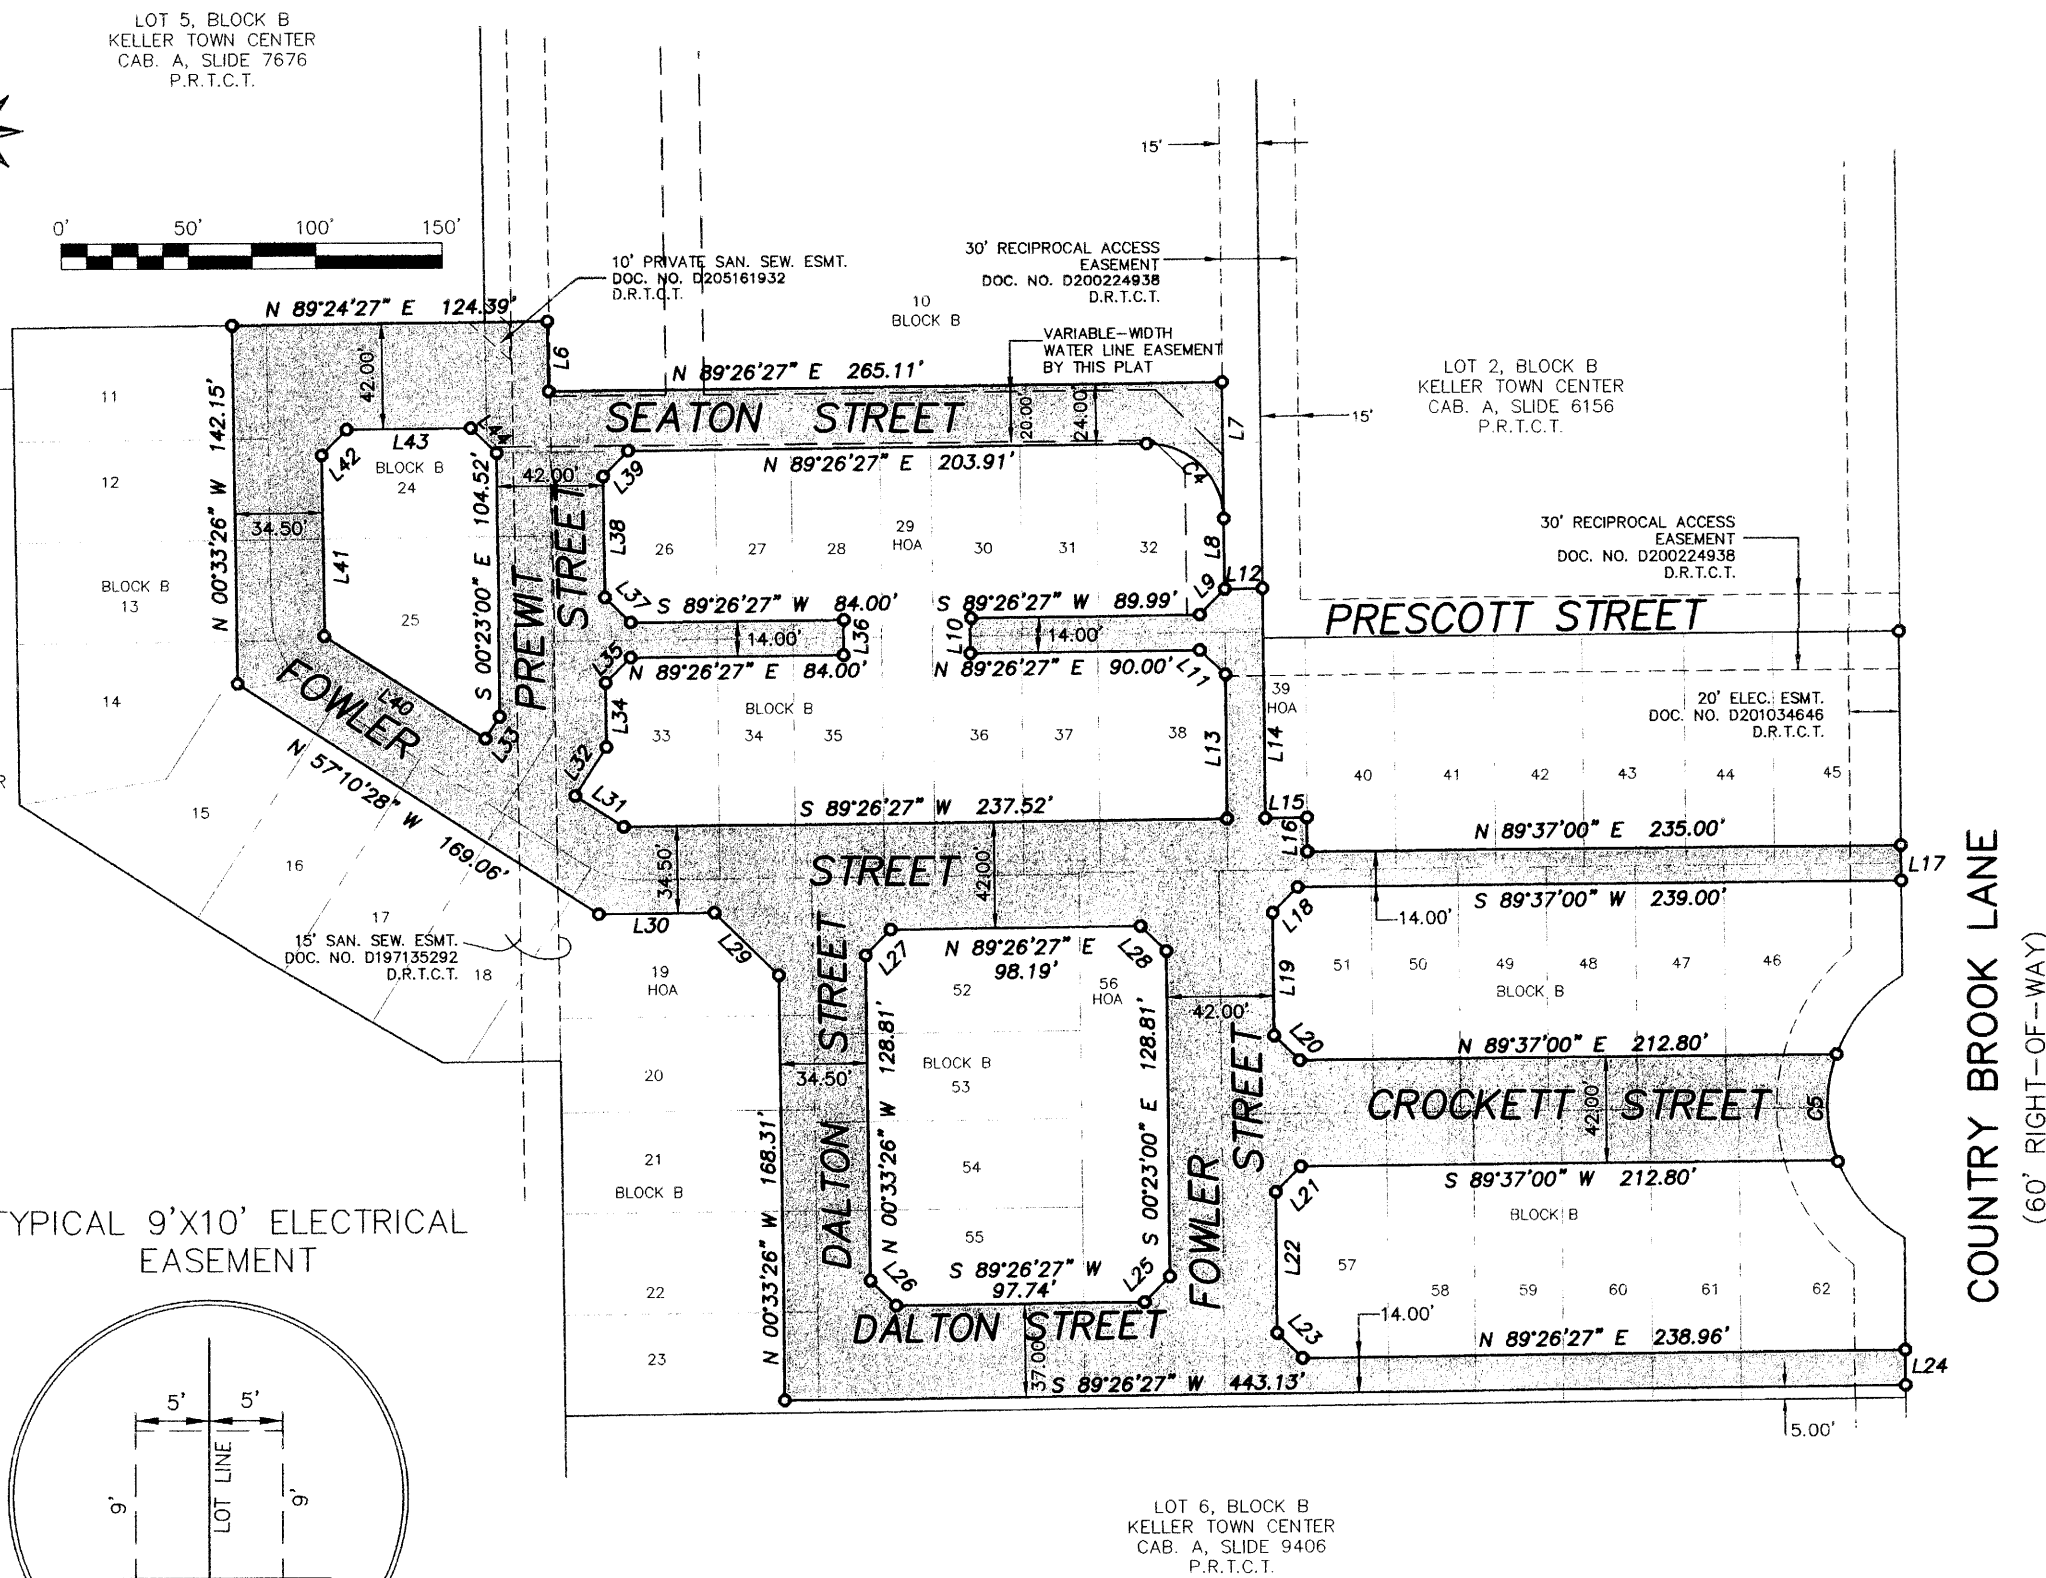 LOT 5, BLOCK B
KELLER TOWN CENTER
CAB. A, SLIDE 7676
P.R.T.C.T.
0' 50' 100' 150'
15'
10' PRIVATE SAN. SEW. ESMT.
DOC. NO. D205161932
D.R.T.C.T.
30' RECIPROCAL ACCESS
EASEMENT
DOC. NO. D200224938
D.R.T.C.T.
10
BLOCK B
VARIABLE-WIDTH
WATER LINE EASEMENT
BY THIS PLAT
N 89°24'27" E 124.39'
L6
42.00'
N 89°26'27" E 265.11'
SEATON STREET
20.00'
24.00'
L7
LOT 2, BLOCK B
KELLER TOWN CENTER
CAB. A, SLIDE 6156
P.R.T.C.T.
15'
11
12
BLOCK B
13
14
15
16
17
18
N 00°33'26" W 142.15'
34.50'
L42
L43
L41
BLOCK B
24
25
S 00°23'00" E 104.52'
42.00'
L39
N 89°26'27" E 203.91'
C4
L38
26
27
28
29
HOA
30
31
32
L8
L9
L12
L37
S 89°26'27" W 84.00'
S 89°26'27" W 89.99'
14.00'
L36
L10
14.00'
L35
N 89°26'27" E 84.00'
N 89°26'27" E 90.00'
L11
30' RECIPROCAL ACCESS
EASEMENT
DOC. NO. D200224938
D.R.T.C.T.
PRESCOTT STREET
20' ELEC. ESMT.
DOC. NO. D201034646
D.R.T.C.T.
PREWIT STREET
FOWLER
L40
L33
L34
L32
L31
BLOCK B
33
34
35
36
37
38
L13
L14
39
HOA
40
41
42
43
44
45
N 57°10'28" W 169.06'
S 89°26'27" W 237.52'
L15
L16
N 89°37'00" E 235.00'
L17
34.50'
STREET
42.00'
S 89°37'00" W 239.00'
14.00'
L18
L30
L29
L27
N 89°26'27" E
98.19'
L28
15' SAN. SEW. ESMT.
DOC. NO. D197135292
D.R.T.C.T.
19
HOA
20
21
BLOCK B
22
23
34.50'
N 00°33'26" W 168.31'
DALTON STREET
N 00°33'26" W 128.81'
52
56
HOA
BLOCK B
53
54
55
S 00°23'00" E 128.81'
42.00'
L19
51
50
49
48
47
46
BLOCK B
L20
N 89°37'00" E 212.80'
CROCKETT STREET
42.00'
C5
S 89°37'00" W 212.80'
L21
BLOCK B
FOWLER STREET
L22
57
58
59
60
61
62
L26
S 89°26'27" W
97.74'
L25
DALTON STREET
37.00'
L23
14.00'
N 89°26'27" E 238.96'
L24
S 89°26'27" W 443.13'
5.00'
COUNTRY BROOK LANE
(60' RIGHT-OF-WAY)
TYPICAL 9'X10' ELECTRICAL
EASEMENT
5' 5'
9'
LOT LINE
9'
LOT 6, BLOCK B
KELLER TOWN CENTER
CAB. A, SLIDE 9406
P.R.T.C.T.